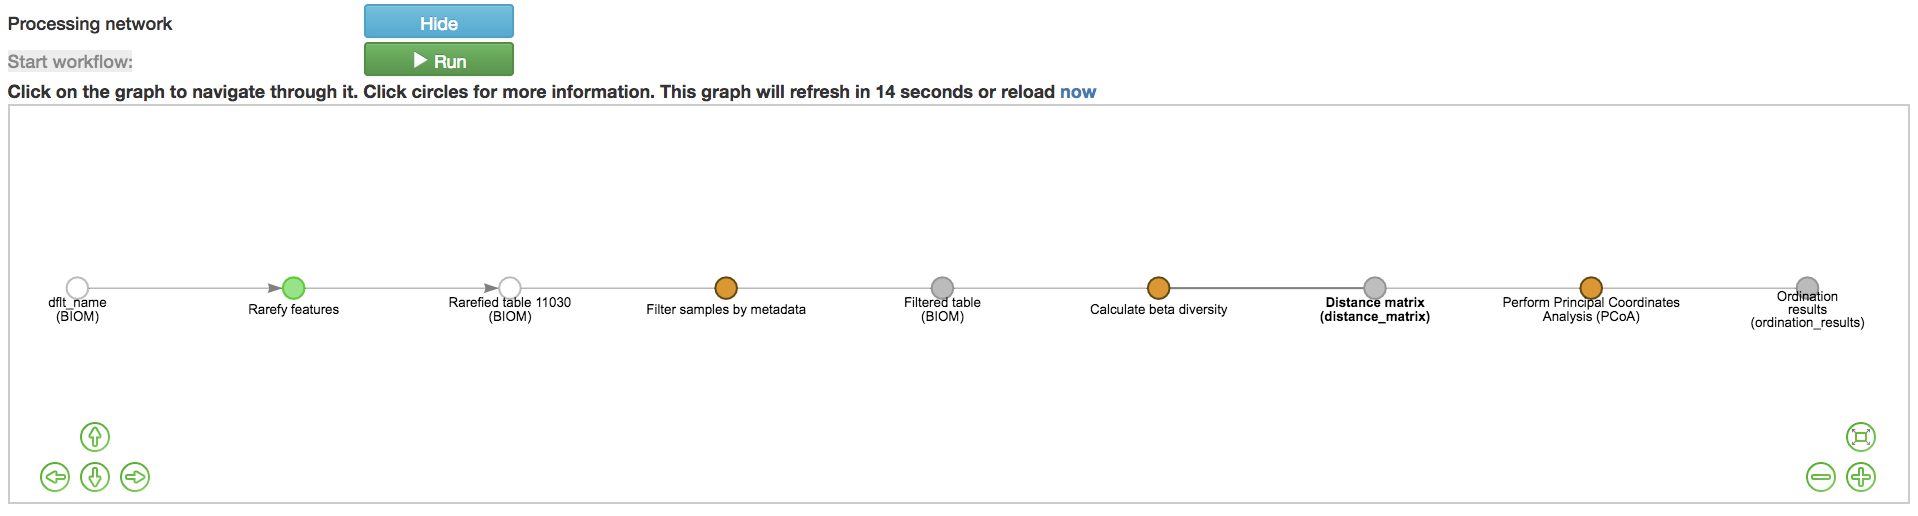 Processing network
Hide
Start workflow:
Run
Click on the graph to navigate through it. Click circles for more information. This graph will refresh in 14 seconds or reload now
dflt_name
(BIOM)
Rarefy features
Rarefied table 11030
(BIOM)
Filter samples by metadata
Filtered table
(BIOM)
Calculate beta diversity
Distance matrix
(distance_matrix)
Perform Principal Coordinates
Analysis (PCoA)
Ordination
results
(ordination_results)